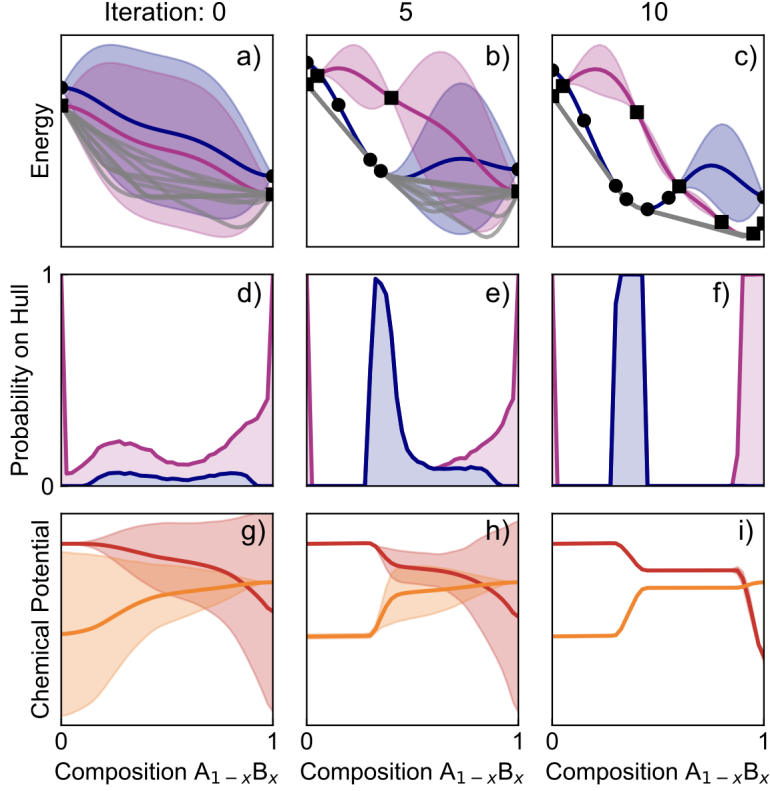 Iteration: 0 5 10
Energy
a) b) c)
Probability on Hull
1
0
d) e) f)
Chemical Potential
g) h) i)
0 1 0 1 0 1
Composition A₁₋ₓBₓ Composition A₁₋ₓBₓ Composition A₁₋ₓBₓ